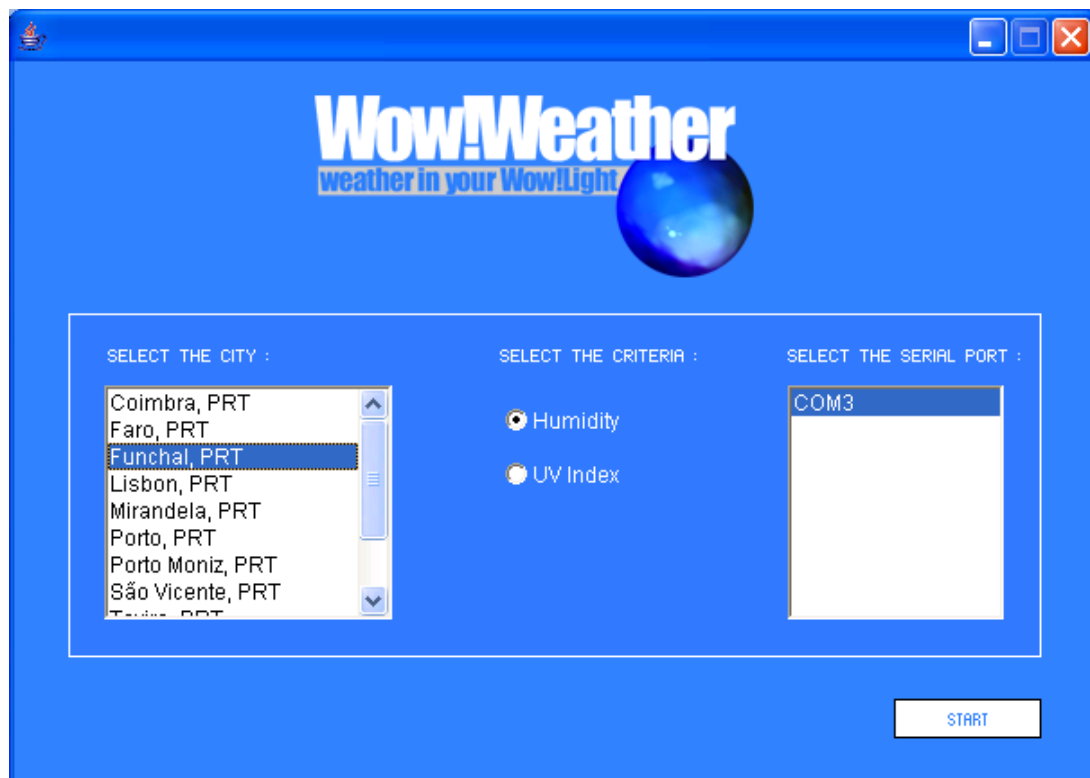 Wow!Weather
weather in your Wow!Light
SELECT THE CITY :
Coimbra, PRT
Faro, PRT
Funchal, PRT
Lisbon, PRT
Mirandela, PRT
Porto, PRT
Porto Moniz, PRT
São Vicente, PRT
SELECT THE CRITERIA :
Humidity
UV Index
SELECT THE SERIAL PORT :
COM3
START